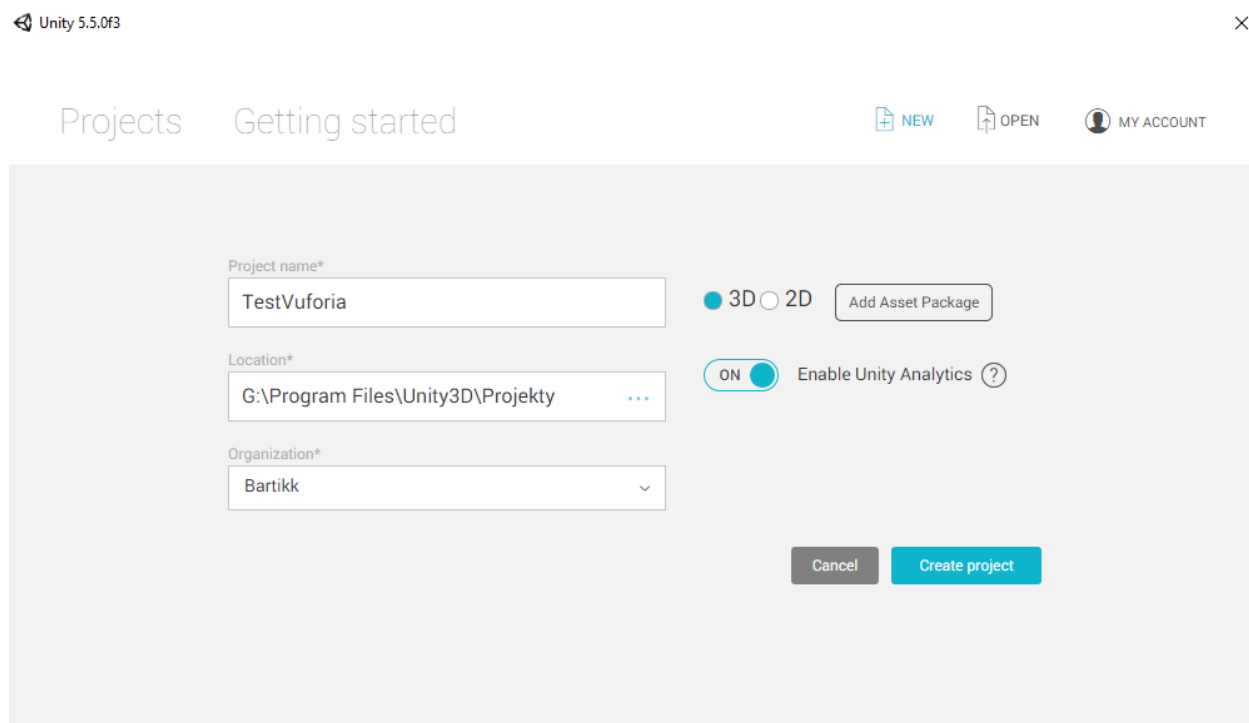 Unity 5.5.0f3
Projects Getting started NEW OPEN MY ACCOUNT
Project name*
TestVuforia
3D 2D Add Asset Package
Location*
G:\Program Files\Unity3D\Projekty ...
ON Enable Unity Analytics ?
Organization*
Bartikk
Cancel Create project